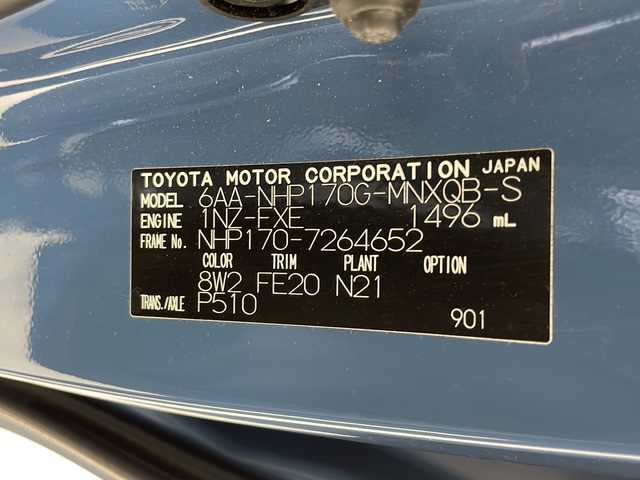 TOYOTA MOTOR CORPORATION JAPAN
MODEL 6AA-NHP170G-MNXQB-S
ENGINE 1NZ-FXE 1496 mL
FRAME No. NHP170-7264652
COLOR TRIM PLANT OPTION
8W2 FE20 N21
TRANS./AXLE P510
901